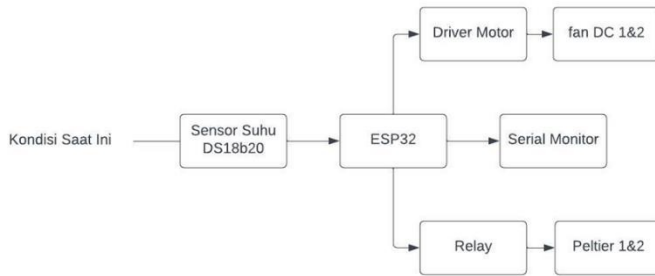 Driver Motor
fan DC 1&2
Kondisi Saat Ini
Sensor Suhu
DS18b20
ESP32
Serial Monitor
Relay
Peltier 1&2